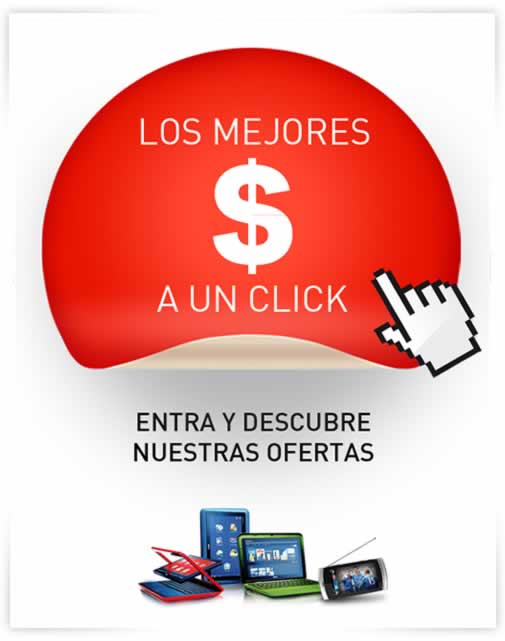 LOS MEJORES
$
A UN CLICK
ENTRA Y DESCUBRE
NUESTRAS OFERTAS